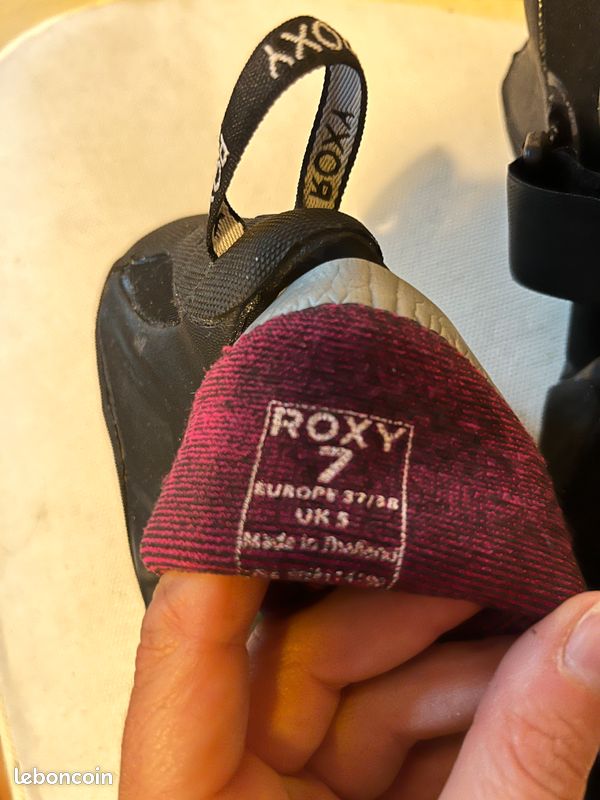 ROXY
ROXY
ROXY
7
EUROPE 37/38
UK 5
Made in Thailand
leboncoin